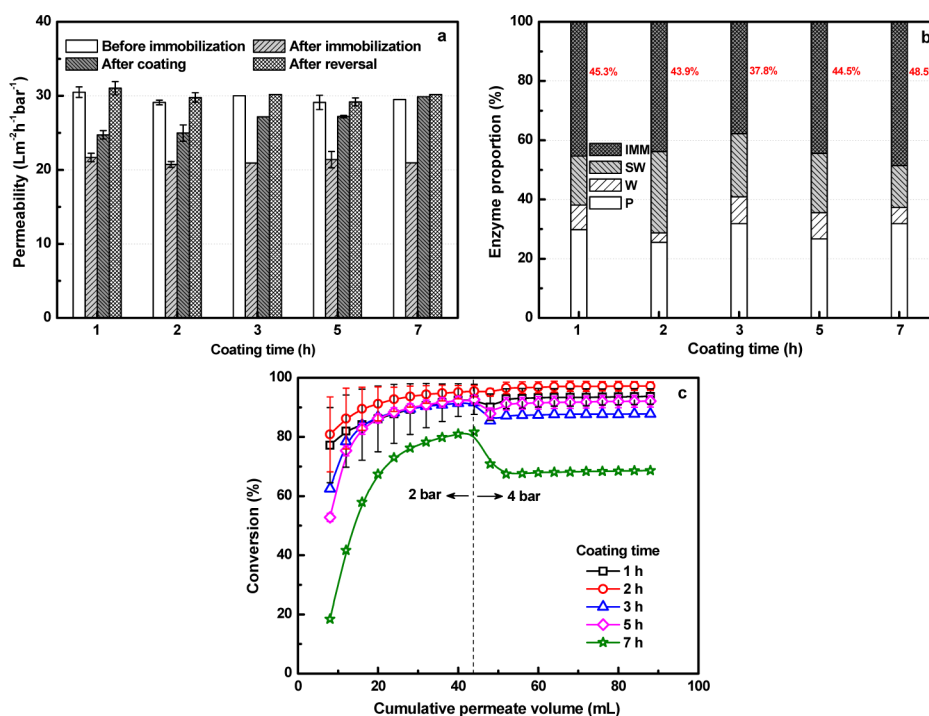 a
Before immobilization
After immobilization
After coating
After reversal
40
30
20
10
0
Permeability (Lm⁻²h⁻¹bar⁻¹)
1 2 3 5 7
Coating time (h)
b
100
80
60
40
20
0
Enzyme proportion (%)
45.3% 43.9% 37.8% 44.5% 48.5%
IMM
SW
W
P
1 2 3 5 7
Coating time (h)
c
100
80
60
40
20
0
Conversion (%)
2 bar
4 bar
Coating time
1 h
2 h
3 h
5 h
7 h
0 20 40 60 80 100
Cumulative permeate volume (mL)